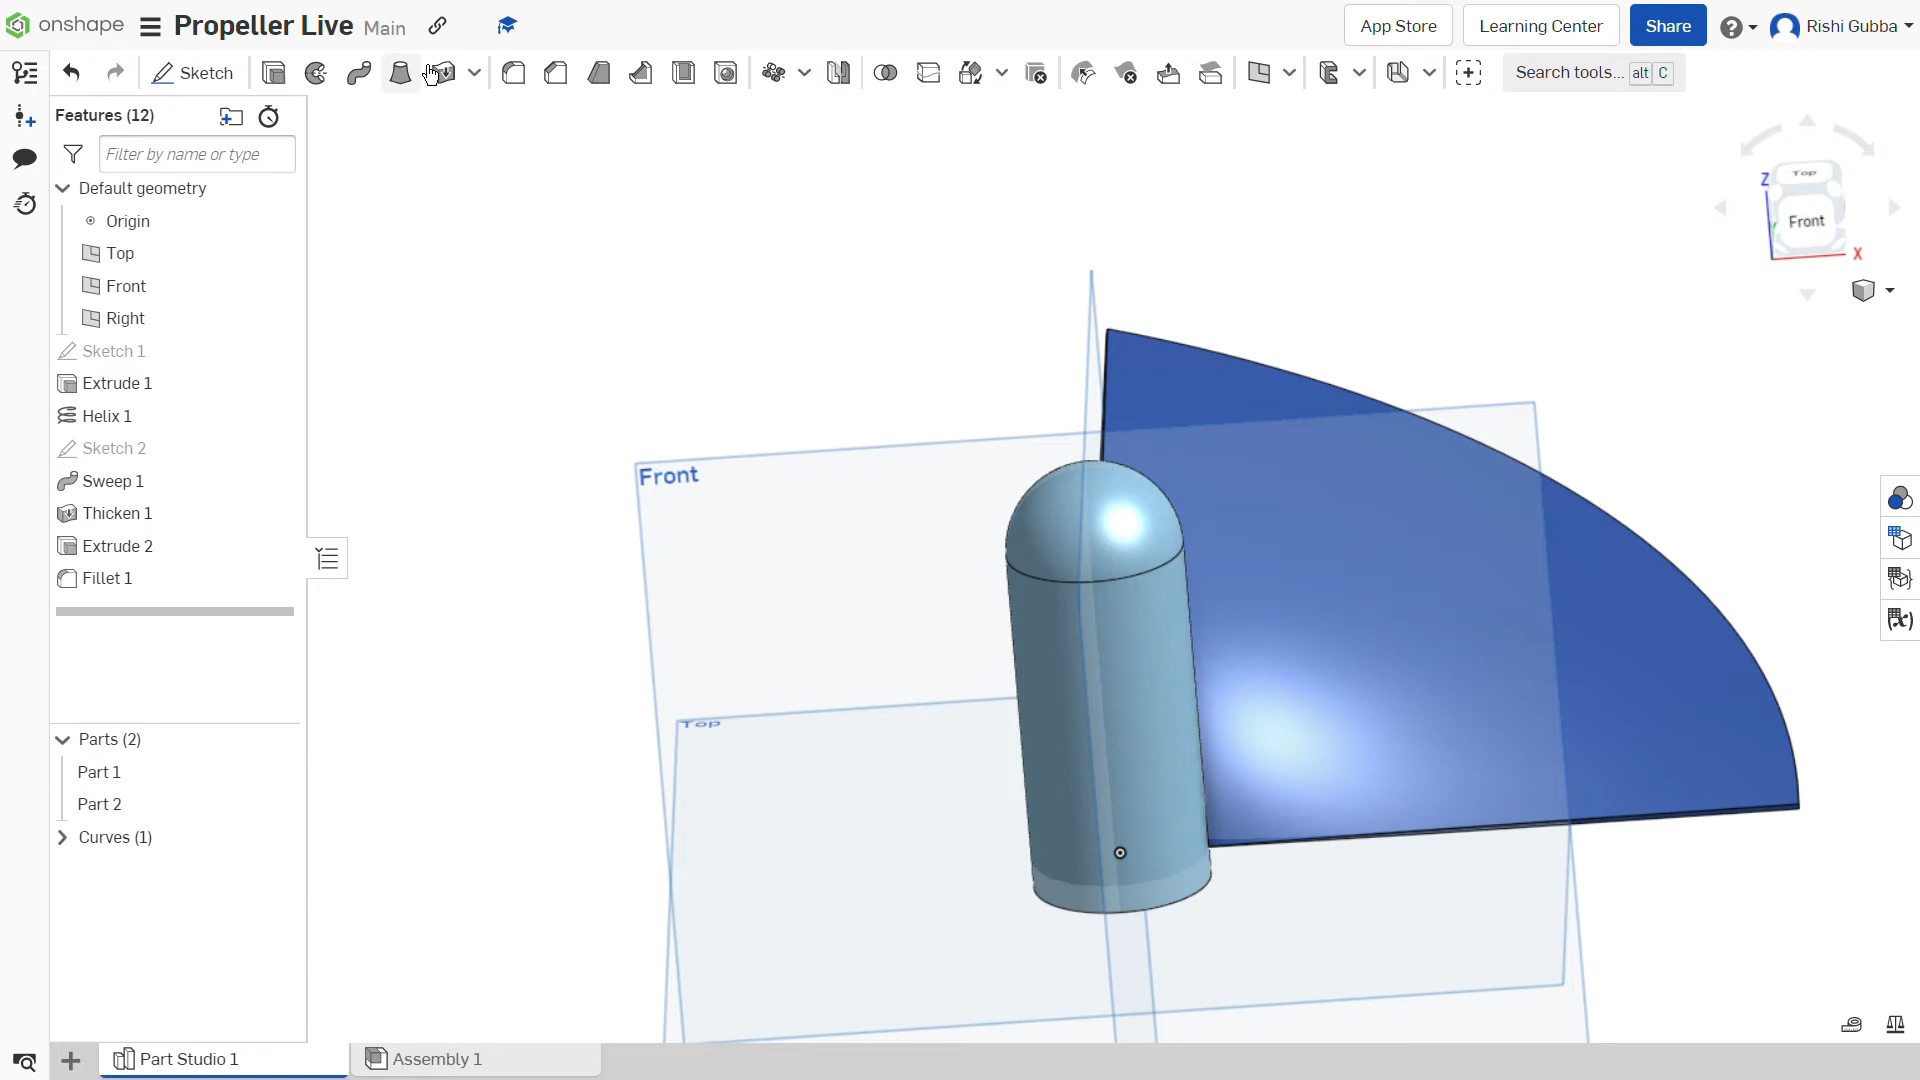 onshape Propeller Live Main App Store Learning Center Share Rishi Gubba
Sketch Search tools... alt C
Features (12)
Filter by name or type
Default geometry
Origin
Top
Front
Right
Sketch 1
Extrude 1
Helix 1
Sketch 2
Sweep 1
Thicken 1
Extrude 2
Fillet 1
Parts (2)
Part 1
Part 2
Curves (1)
Front
Top
Top
Z
Front
X
Part Studio 1 Assembly 1